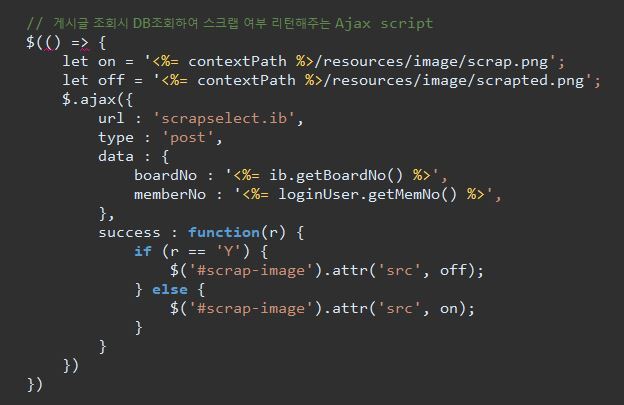 // 게시글 조회시 DB조회하여 스크랩 여부 리턴해주는 Ajax script
$(() => {
    let on = '<%= contextPath %>/resources/image/scrap.png';
    let off = '<%= contextPath %>/resources/image/scrapted.png';
    $.ajax({
        url : 'scrapselect.ib',
        type : 'post',
        data : {
            boardNo : '<%= ib.getBoardNo() %>',
            memberNo : '<%= loginUser.getMemNo() %>',
        },
        success : function(r) {
            if (r == 'Y') {
                $('#scrap-image').attr('src', off);
            } else {
                $('#scrap-image').attr('src', on);
            }
        }
    })
})